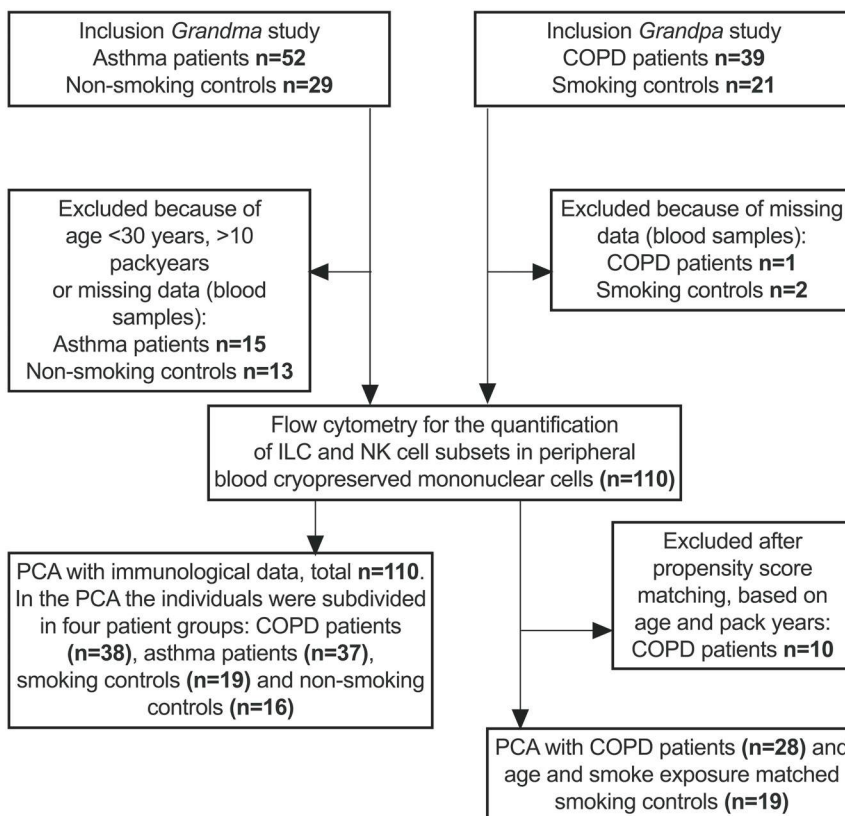 Inclusion Grandma study
Asthma patients n=52
Non-smoking controls n=29
Inclusion Grandpa study
COPD patients n=39
Smoking controls n=21
Excluded because of
age <30 years, >10
packyears
or missing data (blood
samples):
Asthma patients n=15
Non-smoking controls n=13
Excluded because of missing
data (blood samples):
COPD patients n=1
Smoking controls n=2
Flow cytometry for the quantification
of ILC and NK cell subsets in peripheral
blood cryopreserved mononuclear cells (n=110)
PCA with immunological data, total n=110.
In the PCA the individuals were subdivided
in four patient groups: COPD patients
(n=38), asthma patients (n=37),
smoking controls (n=19) and non-smoking
controls (n=16)
Excluded after
propensity score
matching, based on
age and pack years:
COPD patients n=10
PCA with COPD patients (n=28) and
age and smoke exposure matched
smoking controls (n=19)